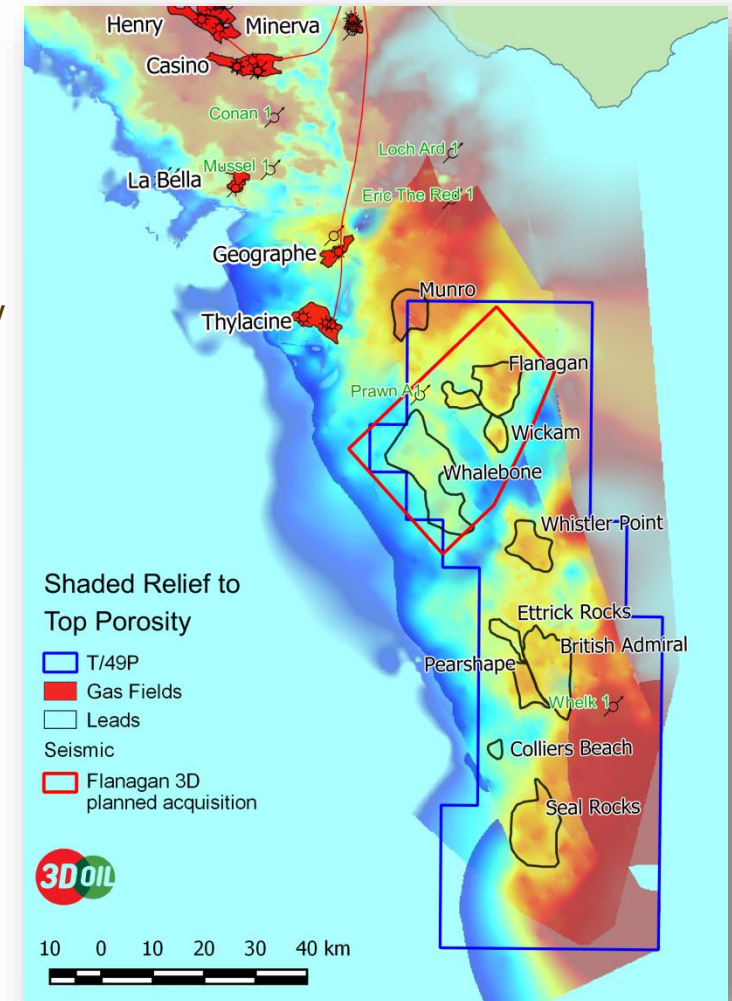 Henry
Minerva
Casino
Conan 1
Mussel 1
Loch Ard 1
La Bella
Eric The Red 1
Geographe
Munro
Thylacine
Flanagan
Prawn A1
Wickam
Whalebone
Whistler Point
Shaded Relief to
Top Porosity
T/49P
Gas Fields
Leads
Seismic
Flanagan 3D
planned acquisition
Ettrick Rocks
British Admiral
Pearshape
Whelk 1
Colliers Beach
Seal Rocks
3D OIL
10 0 10 20 30 40 km